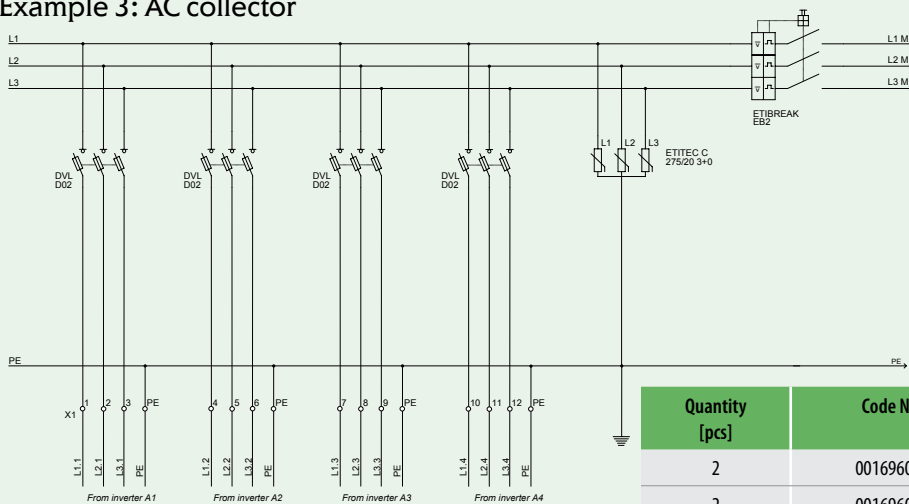 Example 3: AC collector
L1
L2
L3
L1 M
L2 M
L3 M
ETIBREAK
EB2
DVL
D02
DVL
D02
DVL
D02
DVL
D02
L1 L2 L3
ETITEC C
275/20 3+0
PE
PE
X1
1 2 3 PE
4 5 6 PE
7 8 9 PE
10 11 12 PE
L1.1 L2.1 L3.1 PE
L1.2 L2.2 L3.2 PE
L1.3 L2.3 L3.3 PE
L1.4 L2.4 L3.4 PE
From inverter A1
From inverter A2
From inverter A3
From inverter A4
Quantity
[pcs]
Code N
2 0016960